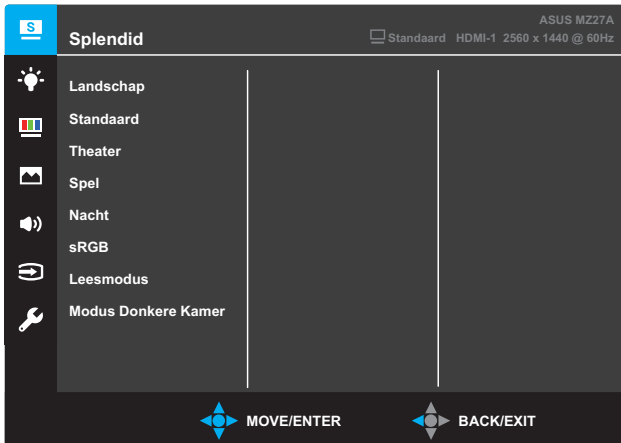 S
ASUS MZ27A
Splendid
Standaard HDMI-1 2560 x 1440 @ 60Hz
Landschap
Standaard
Theater
Spel
Nacht
sRGB
Leesmodus
Modus Donkere Kamer
MOVE/ENTER
BACK/EXIT